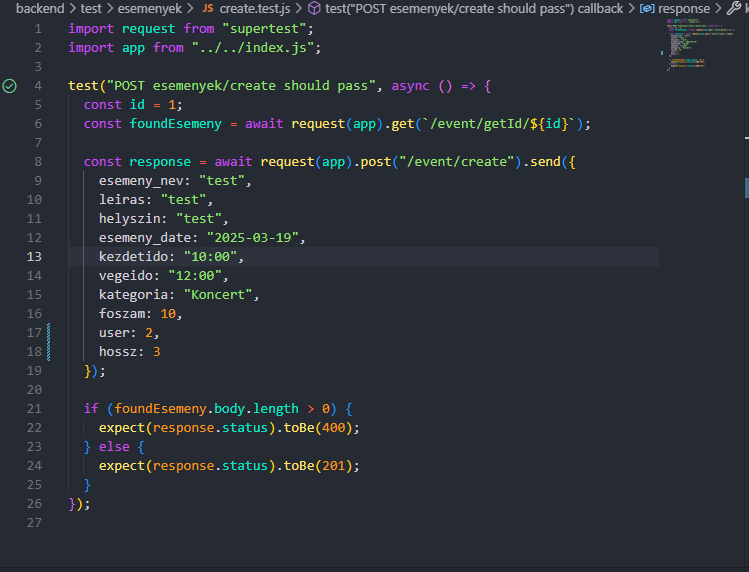 backend > test > esemenyek > JS create.test.js > test("POST esemenyek/create should pass") callback > response >
1 import request from "supertest";
2 import app from "../../index.js";
3
4 test("POST esemenyek/create should pass", async () => {
5 const id = 1;
6 const foundEsemeny = await request(app).get(`/event/getId/${id}`);
7
8 const response = await request(app).post("/event/create").send({
9 esemeny_nev: "test",
10 leiras: "test",
11 helyszin: "test",
12 esemeny_date: "2025-03-19",
13 kezdetido: "10:00",
14 vegeido: "12:00",
15 kategoria: "Koncert",
16 foszam: 10,
17 user: 2,
18 hossz: 3
19 });
20
21 if (foundEsemeny.body.length > 0) {
22 expect(response.status).toBe(400);
23 } else {
24 expect(response.status).toBe(201);
25 }
26 });
27